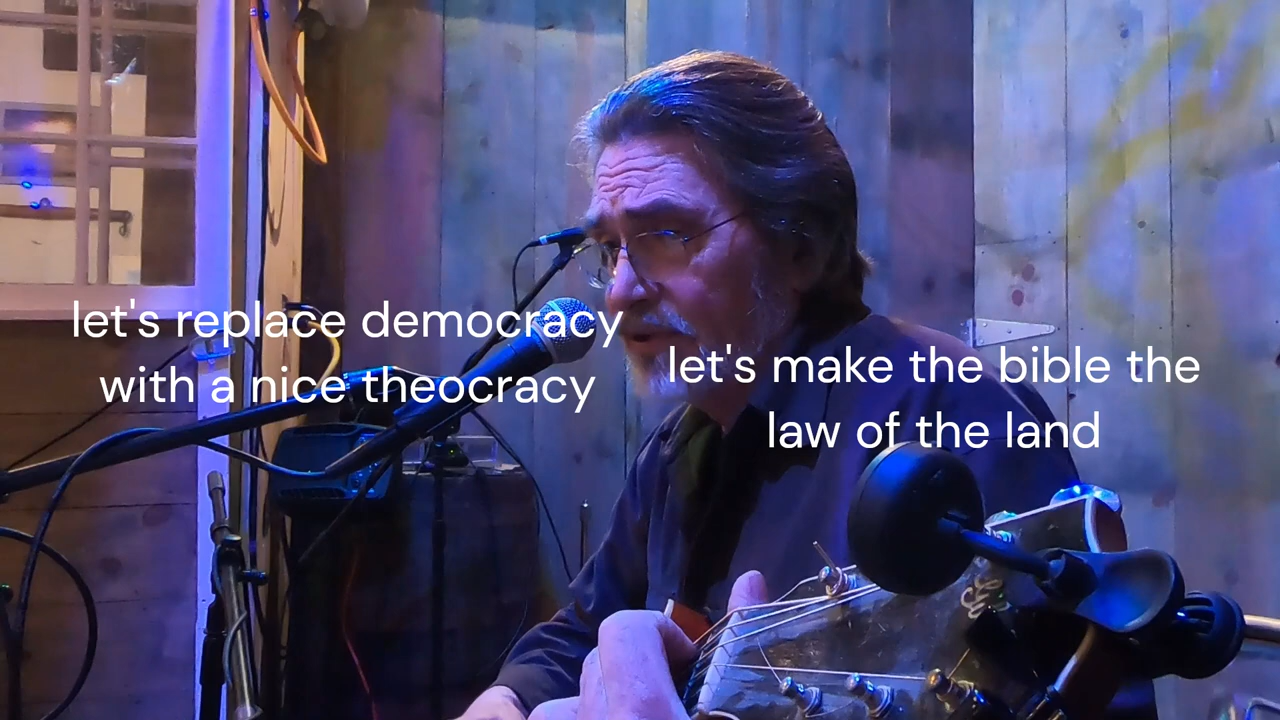 let's replace democracy
with a nice theocracy
let's make the bible the
law of the land